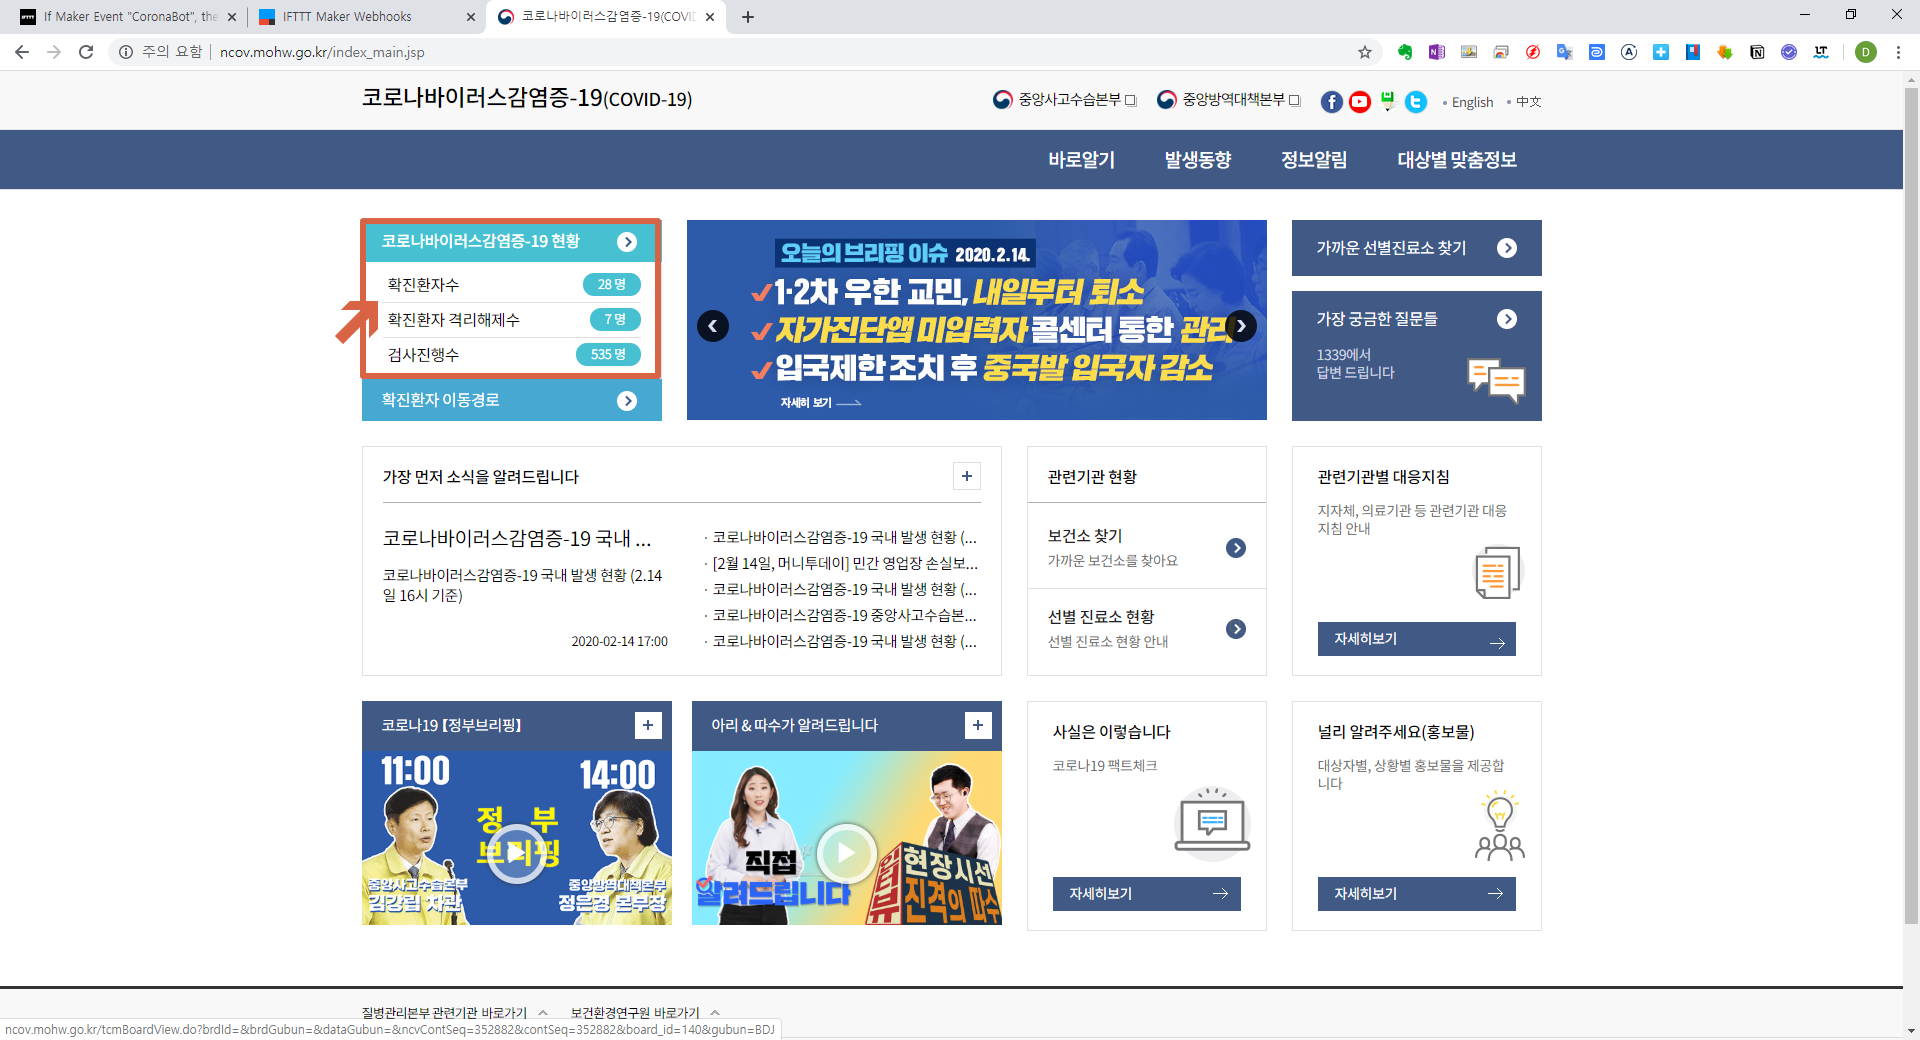 If Maker Event "CoronaBot", the
IFTTT Maker Webhooks
코로나바이러스감염증-19(COVI
주의 요함
ncov.mohw.go.kr/index_main.jsp
코로나바이러스감염증-19(COVID-19)
중앙사고수습본부
중앙방역대책본부
English
中文
바로알기
발생동향
정보알림
대상별 맞춤정보
코로나바이러스감염증-19 현황
확진환자수
28 명
확진환자 격리해제수
7 명
검사진행수
535 명
확진환자 이동경로
오늘의 브리핑 이슈 2020.2.14.
1·2차 우한 교민, 내일부터 퇴소
자가진단앱 미입력자 콜센터 통한 관리
입국제한 조치 후 중국발 입국자 감소
자세히 보기
가까운 선별진료소 찾기
가장 궁금한 질문들
1339에서
답변 드립니다
가장 먼저 소식을 알려드립니다
코로나바이러스감염증-19 국내 ...
코로나바이러스감염증-19 국내 발생 현황 (2.14
일 16시 기준)
2020-02-14 17:00
· 코로나바이러스감염증-19 국내 발생 현황 (...
· [2월 14일, 머니투데이] 민간 영업장 손실보...
· 코로나바이러스감염증-19 국내 발생 현황 (...
· 코로나바이러스감염증-19 중앙사고수습본...
· 코로나바이러스감염증-19 국내 발생 현황 (...
관련기관 현황
보건소 찾기
가까운 보건소를 찾아요
선별 진료소 현황
선별 진료소 현황 안내
관련기관별 대응지침
지자체, 의료기관 등 관련기관 대응
지침 안내
자세히보기
코로나19 【정부브리핑】
11:00
14:00
정 부
브리핑
중앙사고수습본부
김강립 차관
중앙방역대책본부
정은경 본부장
아리 & 따수가 알려드립니다
직접
알려드립니다
인터뷰
현장시선
진격의 따수
사실은 이렇습니다
코로나19 팩트체크
자세히보기
널리 알려주세요(홍보물)
대상자별, 상황별 홍보물을 제공합
니다
자세히보기
질병관리본부 관련기관 바로가기
보건환경연구원 바로가기
ncov.mohw.go.kr/tcmBoardView.do?brdId=&brdGubun=&dataGubun=&ncvContSeq=352882&contSeq=352882&board_id=140&gubun=BDJ